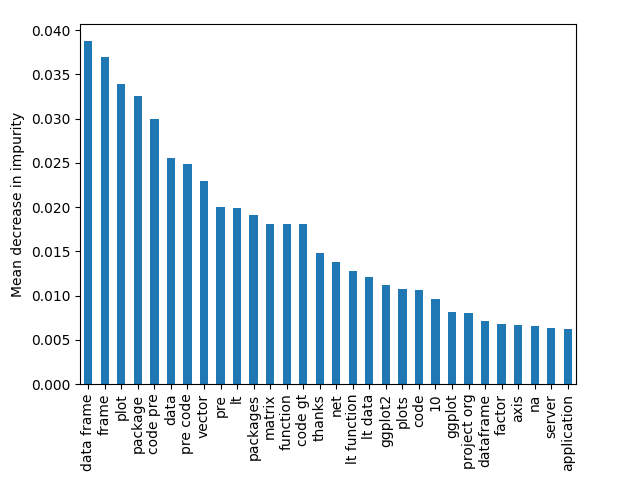 0.040
0.035
0.030
0.025
0.020
0.015
0.010
0.005
0.000
Mean decrease in impurity
data frame
frame
plot
package
code pre
data
pre code
vector
pre
lt
packages
matrix
function
code gt
thanks
net
lt function
lt data
ggplot2
plots
code
10
ggplot
project org
dataframe
factor
axis
na
server
application